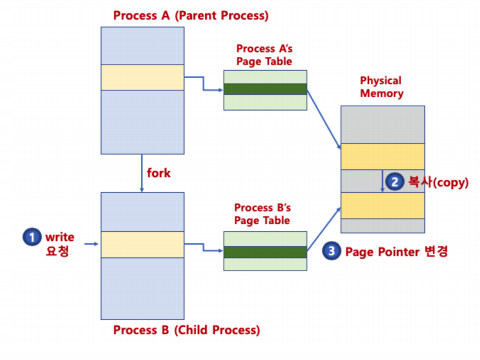 Process A (Parent Process)
Process A's
Page Table
Physical
Memory
fork
2 복사(copy)
Process B's
Page Table
1 write
요청
3 Page Pointer 변경
Process B (Child Process)